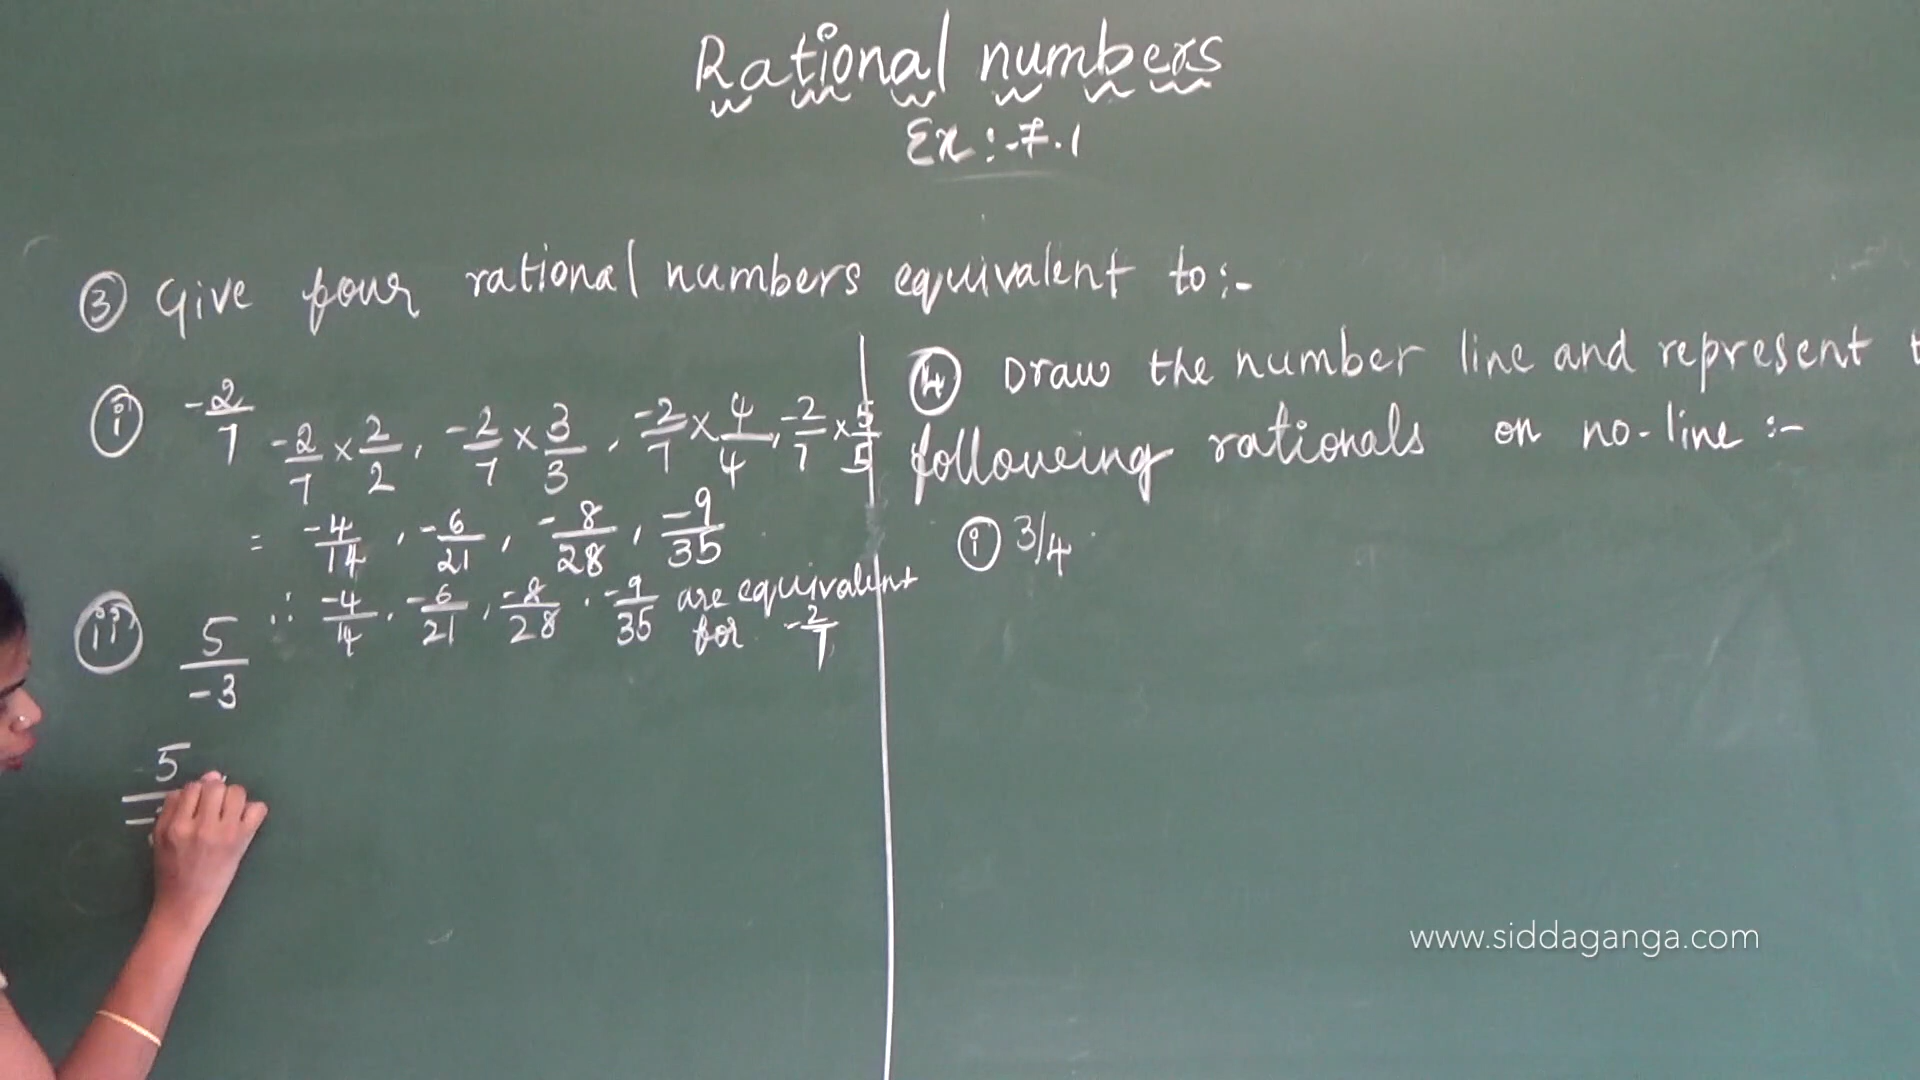 Rational numbers
Ex:-7.1
③ Give four rational numbers equivalent to:-
ⓘ -2/7
-2/7 × 2/2, -2/7 × 3/3, -2/7 × 4/4, -2/7 × 5/5
= -4/14, -6/21, -8/28, -9/35
∴ -4/14, -6/21, -8/28, -9/35 are equivalent
for -2/7
(iii) 5/-3
5
④ Draw the number line and represent t
following rationals on no-line :-
ⓘ 3/4
www.siddaganga.com